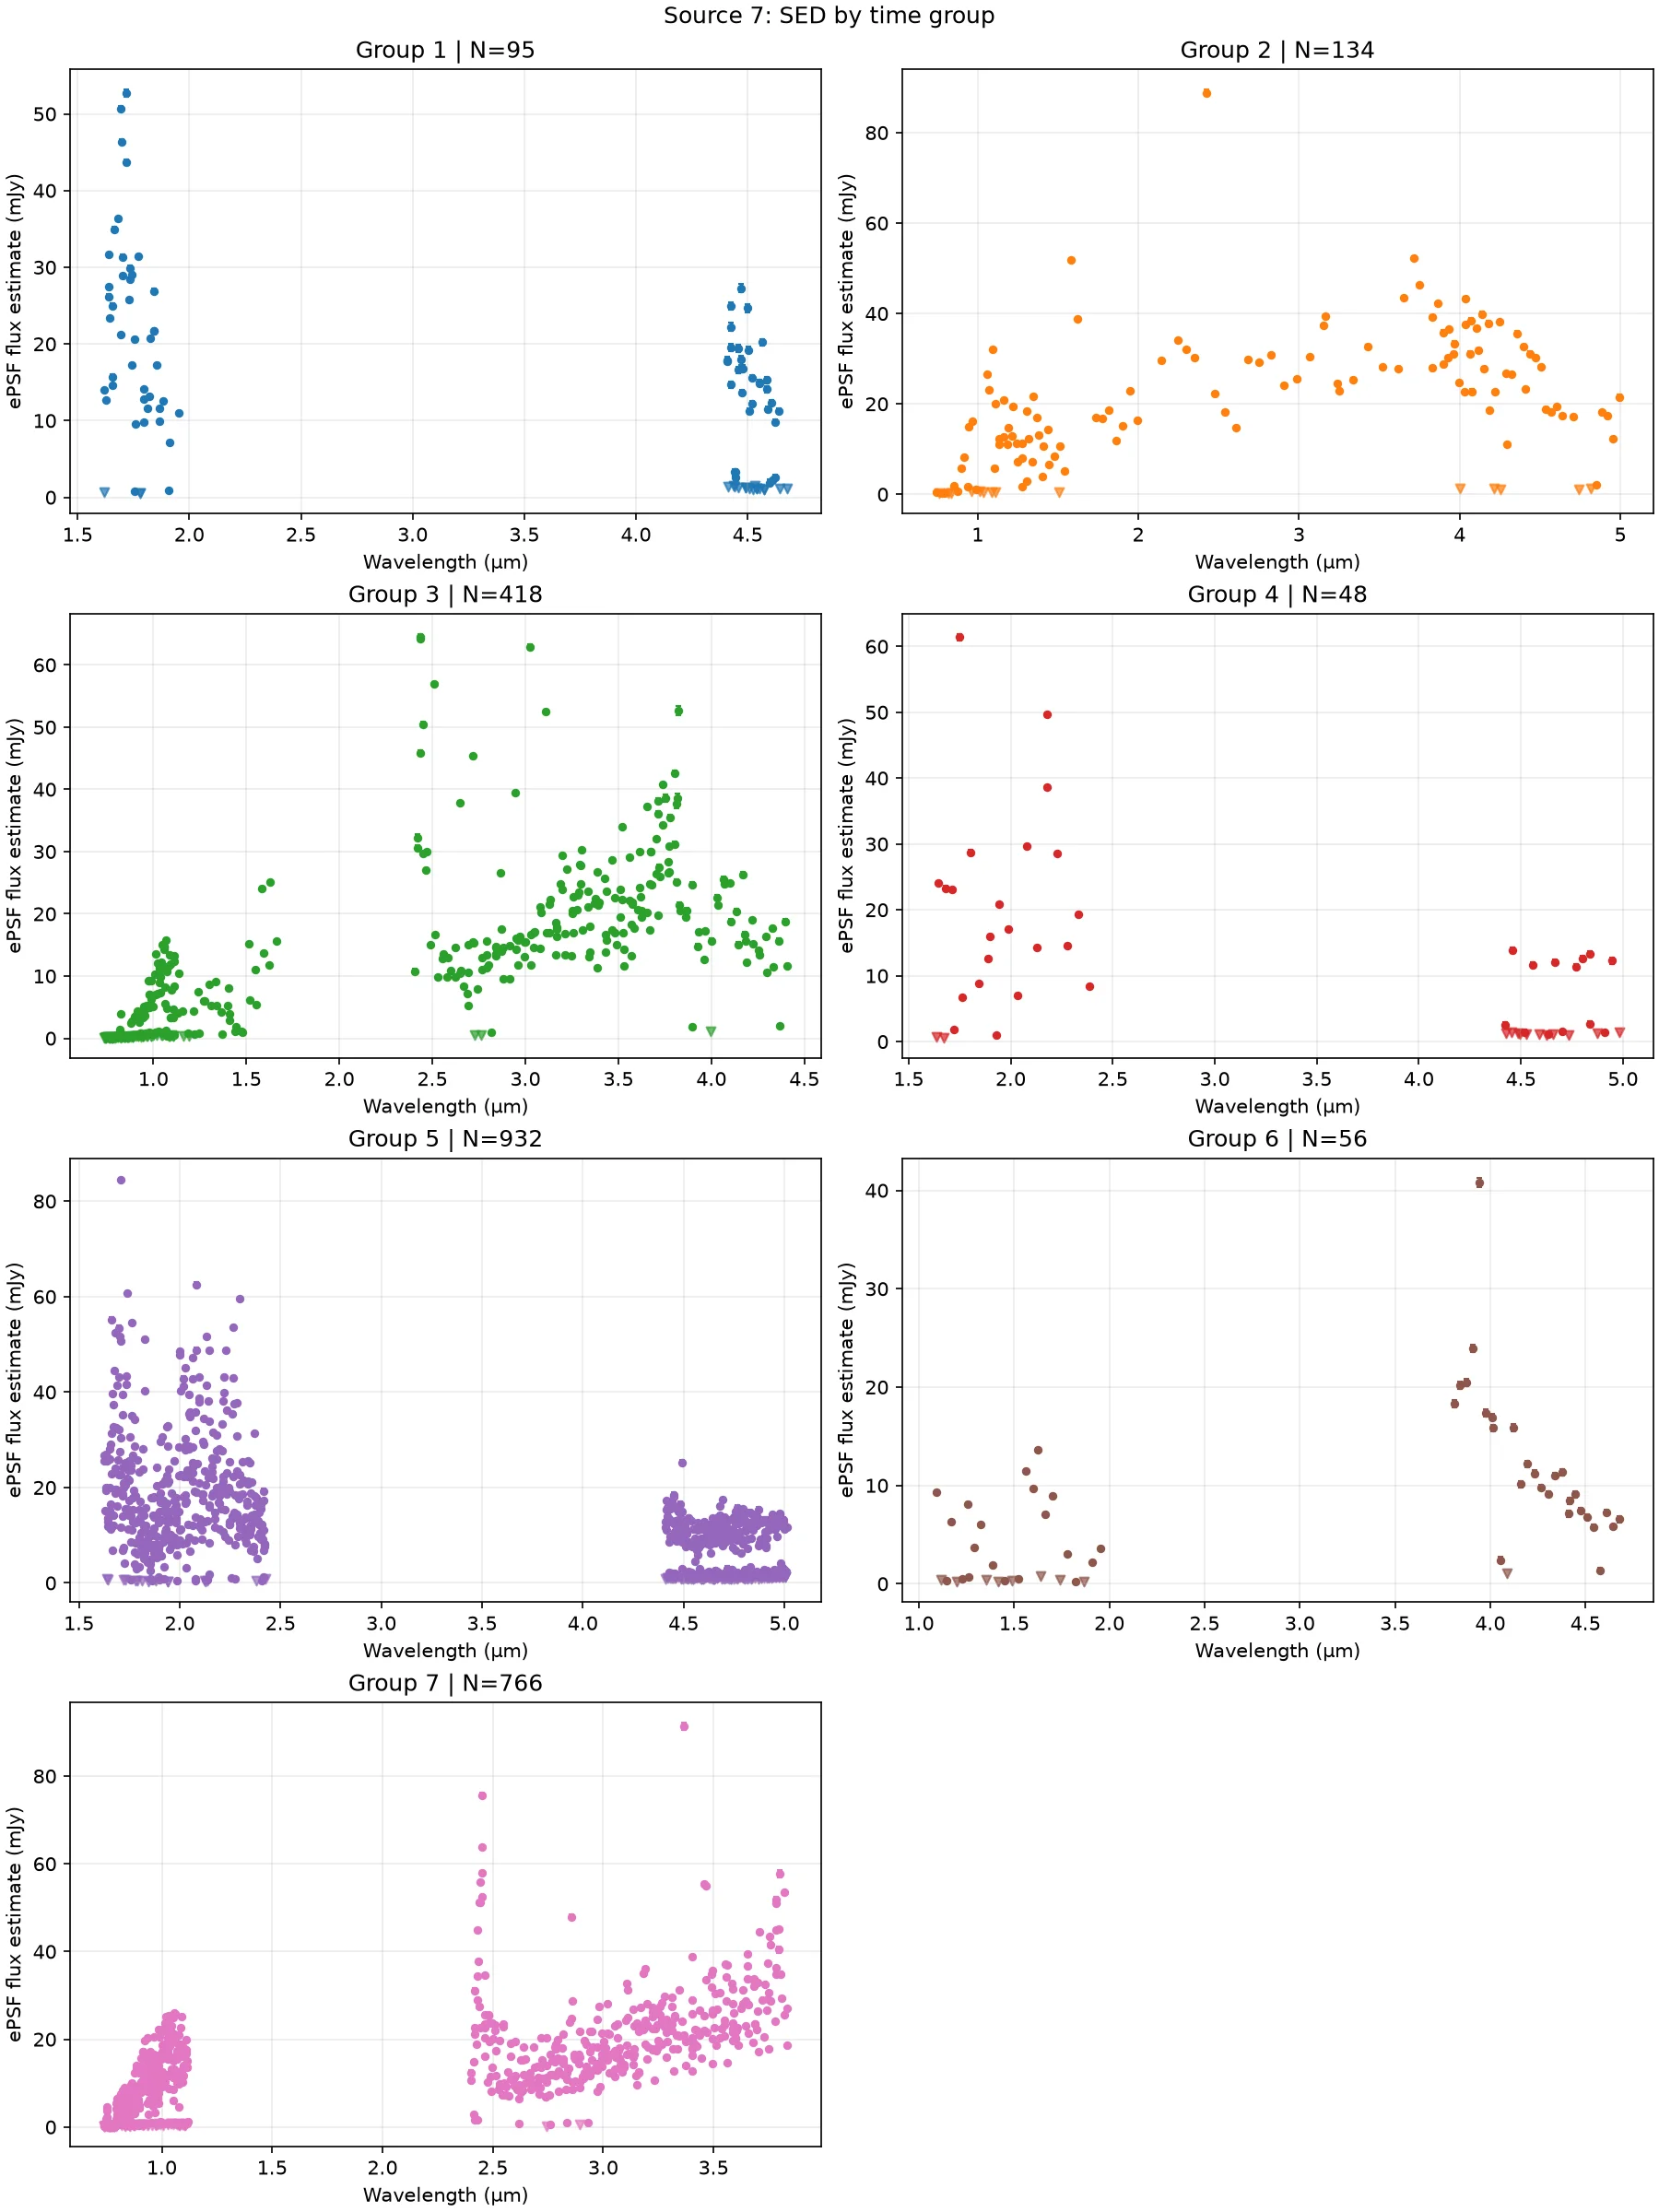 Source 7: SED by time group
Group 1 | N=95
50
40
30
20
10
0
ePSF flux estimate (mJy)
1.5 2.0 2.5 3.0 3.5 4.0 4.5
Wavelength (µm)
Group 2 | N=134
80
60
40
20
0
ePSF flux estimate (mJy)
1 2 3 4 5
Wavelength (µm)
Group 3 | N=418
60
50
40
30
20
10
0
ePSF flux estimate (mJy)
1.0 1.5 2.0 2.5 3.0 3.5 4.0 4.5
Wavelength (µm)
Group 4 | N=48
60
50
40
30
20
10
0
ePSF flux estimate (mJy)
1.5 2.0 2.5 3.0 3.5 4.0 4.5 5.0
Wavelength (µm)
Group 5 | N=932
80
60
40
20
0
ePSF flux estimate (mJy)
1.5 2.0 2.5 3.0 3.5 4.0 4.5 5.0
Wavelength (µm)
Group 6 | N=56
40
30
20
10
0
ePSF flux estimate (mJy)
1.0 1.5 2.0 2.5 3.0 3.5 4.0 4.5
Wavelength (µm)
Group 7 | N=766
80
60
40
20
0
ePSF flux estimate (mJy)
1.0 1.5 2.0 2.5 3.0 3.5
Wavelength (µm)